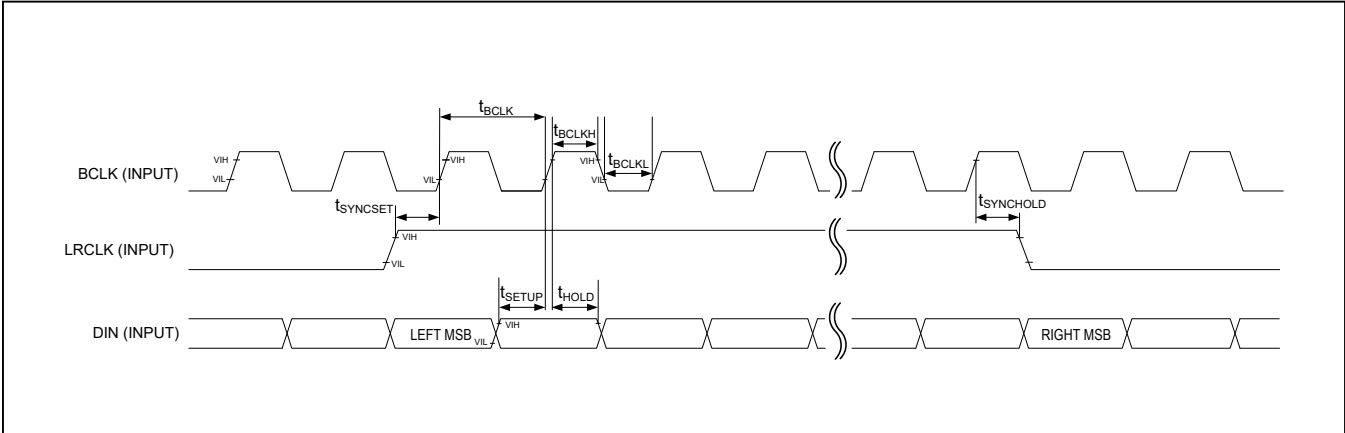 tBCLK
tBCLKH
tBCLKL
BCLK (INPUT)
VIH
VIL
VIH
VIL
VIH
VIL
tSYNCSET
tSYNCHOLD
LRCLK (INPUT)
VIH
VIL
tSETUP
tHOLD
DIN (INPUT)
LEFT MSB
VIL
VIH
RIGHT MSB